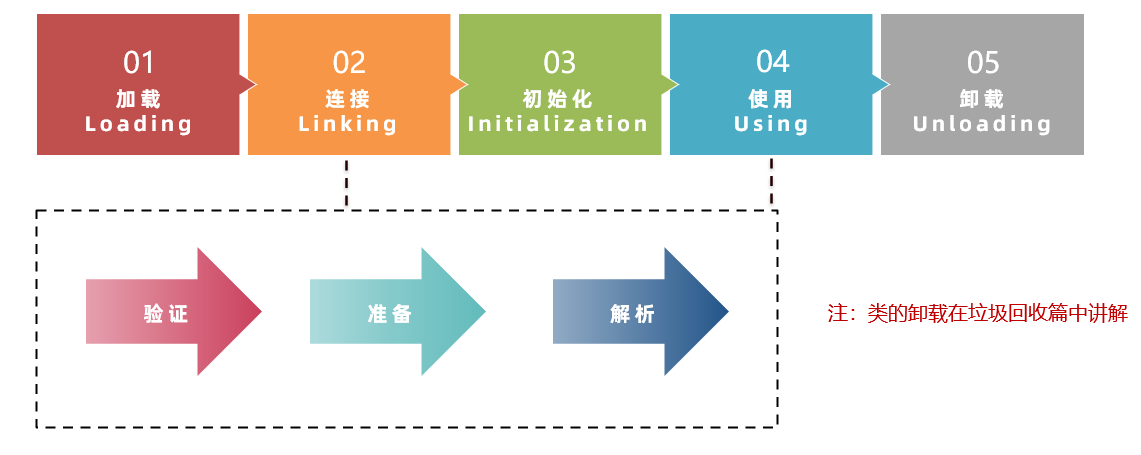 01
加载
Loading
02
连接
Linking
03
初始化
Initialization
04
使用
Using
05
卸载
Unloading
验证
准备
解析
注：类的卸载在垃圾回收篇中讲解